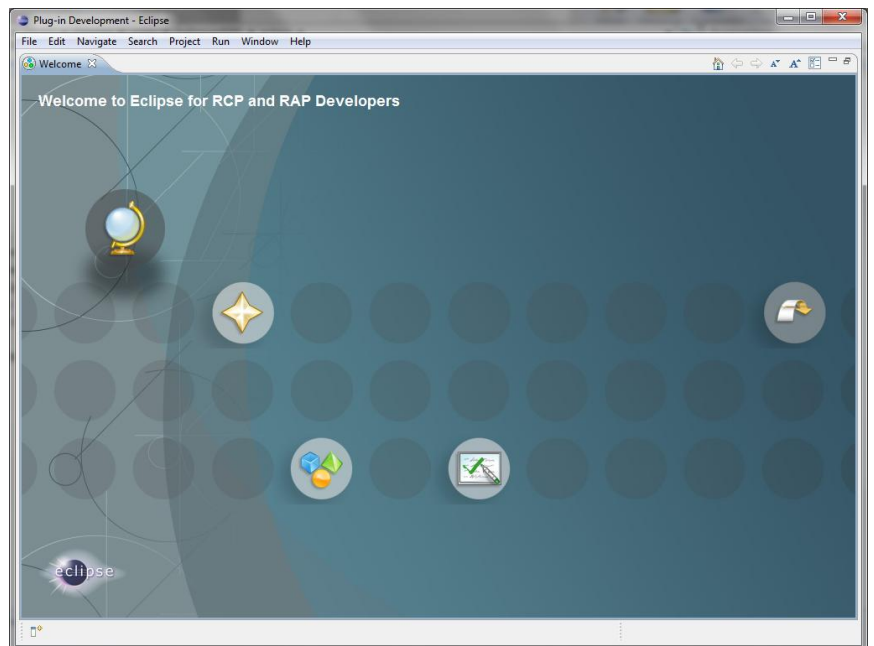 Plug-in Development - Eclipse
File Edit Navigate Search Project Run Window Help
Welcome
Welcome to Eclipse for RCP and RAP Developers
eclipse